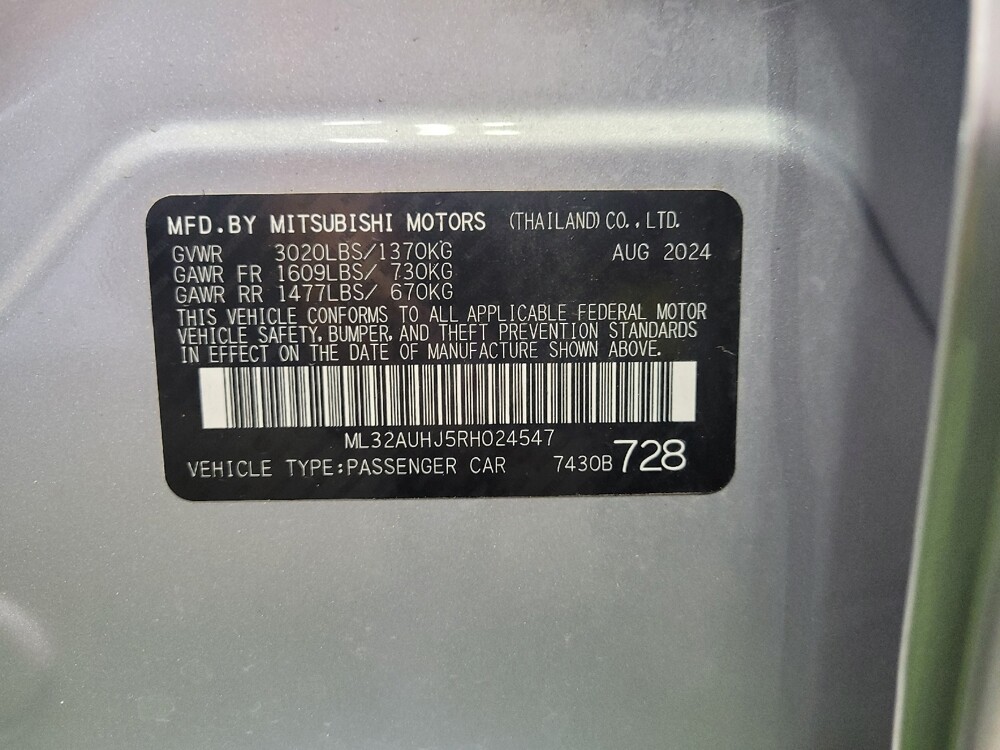 MFD.BY MITSUBISHI MOTORS (THAILAND) CO., LTD.
GVWR 3020LBS/1370KG AUG 2024
GAWR FR 1609LBS/ 730KG
GAWR RR 1477LBS/ 670KG
THIS VEHICLE CONFORMS TO ALL APPLICABLE FEDERAL MOTOR
VEHICLE SAFETY, BUMPER, AND THEFT PREVENTION STANDARDS
IN EFFECT ON THE DATE OF MANUFACTURE SHOWN ABOVE.
ML32AUHJ5RH024547
VEHICLE TYPE:PASSENGER CAR 7430B 728